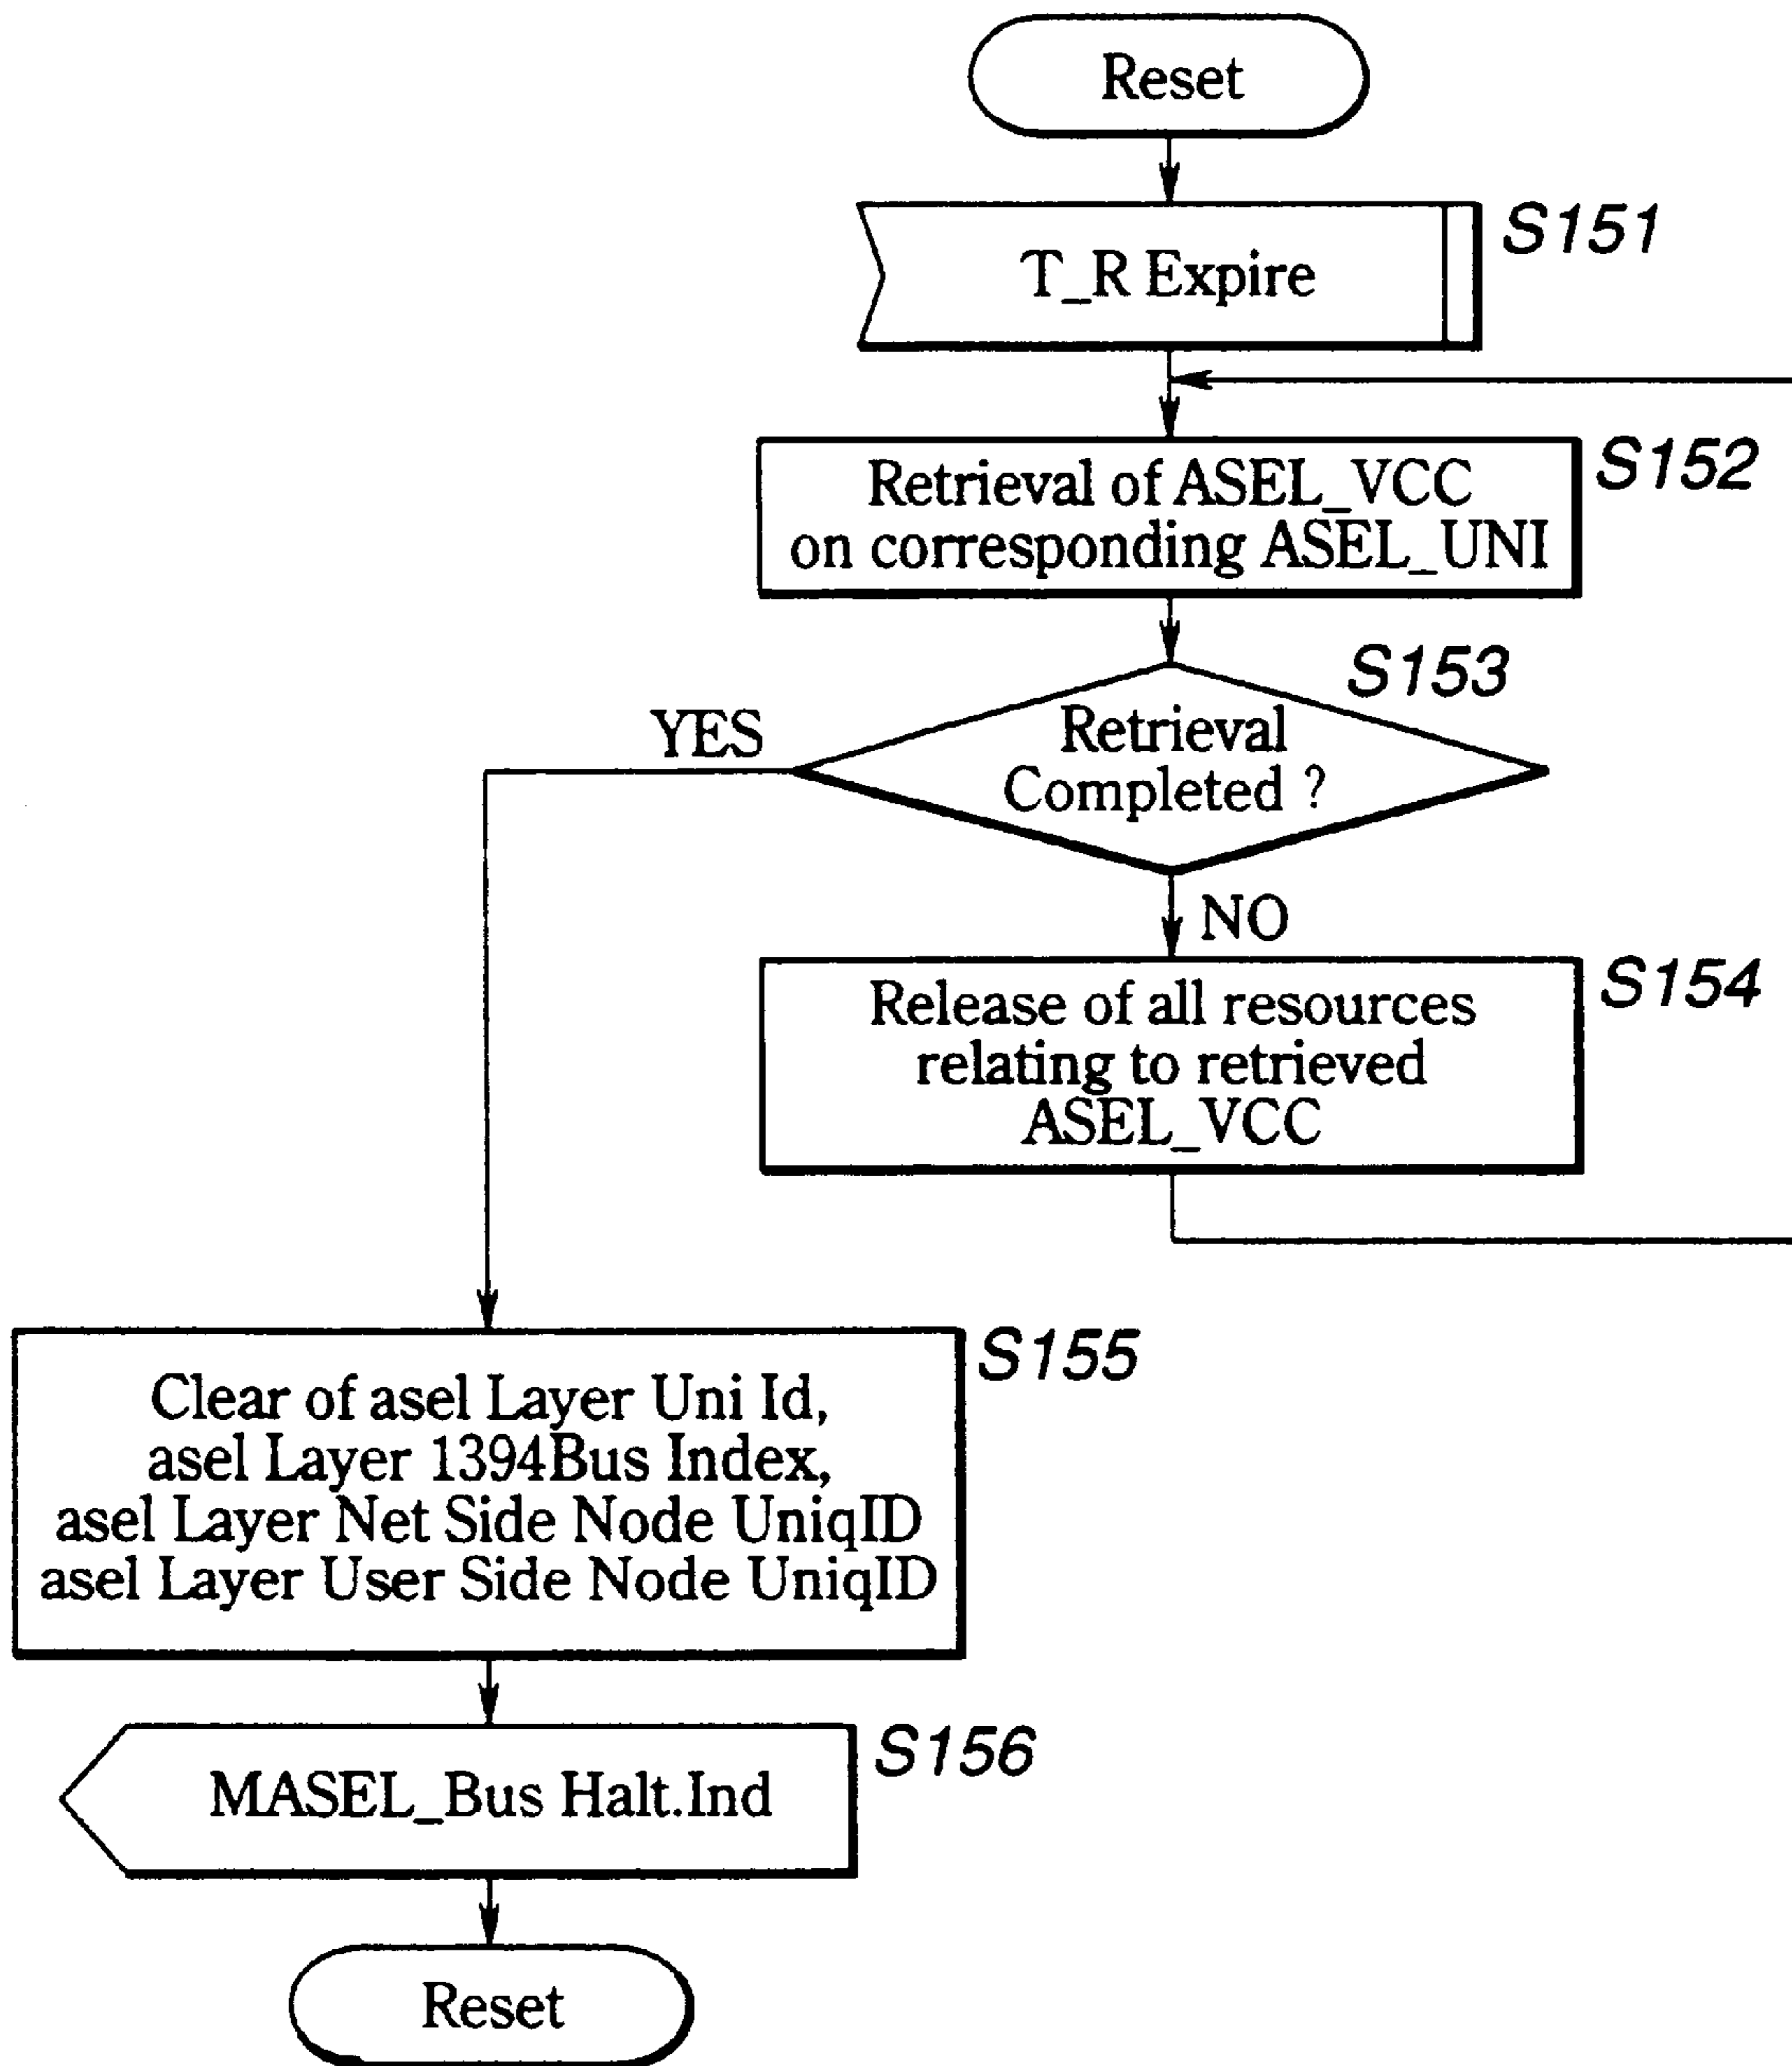 Reset
T_R Expire
S151
Retrieval of ASEL_VCC
on corresponding ASEL_UNI
S152
S153
Retrieval
Completed ?
YES
NO
Release of all resources
relating to retrieved
ASEL_VCC
S154
Clear of asel Layer Uni Id,
asel Layer 1394Bus Index,
asel Layer Net Side Node UniqID
asel Layer User Side Node UniqID
S155
MASEL_Bus Halt.Ind
S156
Reset